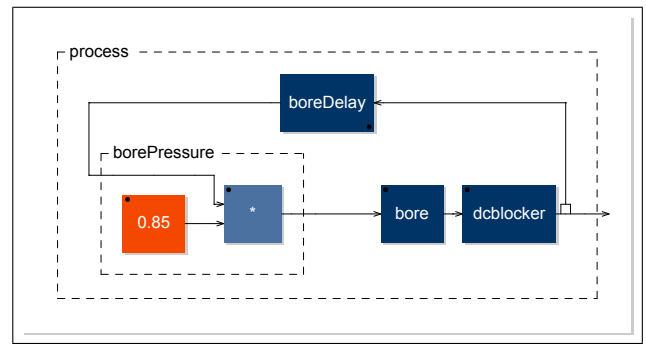 process
boreDelay
borePressure
0.85
*
bore
dcblocker